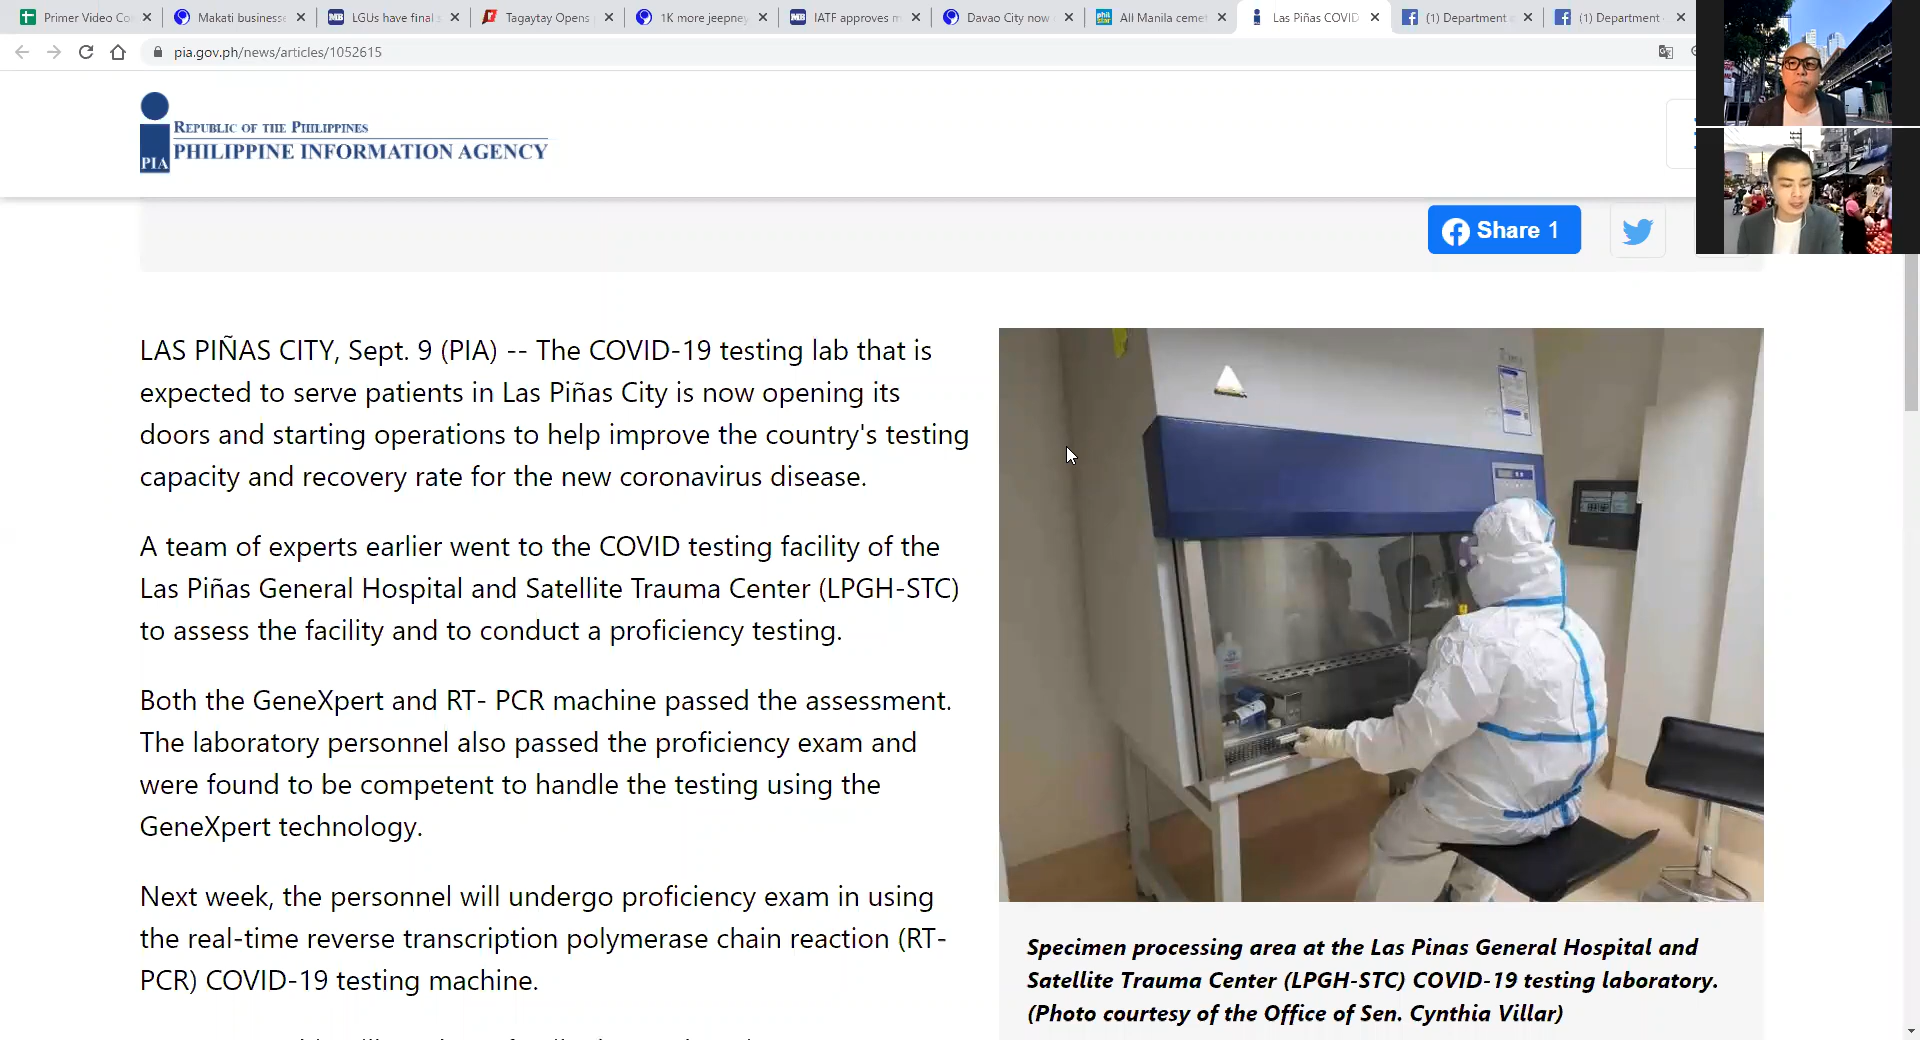 Primer Video Co
Makati businesse
LGUs have final s
Tagaytay Opens
1K more jeepney
IATF approves m
Davao City now
All Manila ceme
Las Piñas COVID
(1) Department
(1) Department
pia.gov.ph/news/articles/1052615
REPUBLIC OF THE PHILIPPINES
PIA PHILIPPINE INFORMATION AGENCY
Share 1
LAS PIÑAS CITY, Sept. 9 (PIA) -- The COVID-19 testing lab that is
expected to serve patients in Las Piñas City is now opening its
doors and starting operations to help improve the country's testing
capacity and recovery rate for the new coronavirus disease.
A team of experts earlier went to the COVID testing facility of the
Las Piñas General Hospital and Satellite Trauma Center (LPGH-STC)
to assess the facility and to conduct a proficiency testing.
Both the GeneXpert and RT- PCR machine passed the assessment.
The laboratory personnel also passed the proficiency exam and
were found to be competent to handle the testing using the
GeneXpert technology.
Next week, the personnel will undergo proficiency exam in using
the real-time reverse transcription polymerase chain reaction (RT-
PCR) COVID-19 testing machine.
Specimen processing area at the Las Pinas General Hospital and
Satellite Trauma Center (LPGH-STC) COVID-19 testing laboratory.
(Photo courtesy of the Office of Sen. Cynthia Villar)